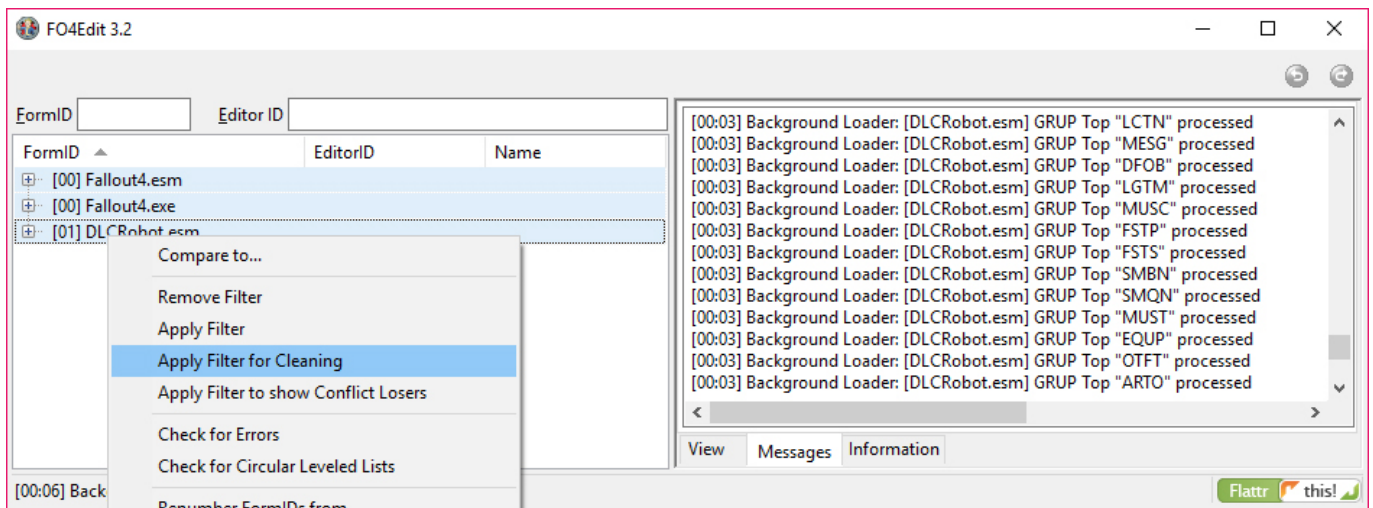 FO4Edit 3.2
FormID Editor ID
FormID EditorID Name
[00] Fallout4.esm
[00] Fallout4.exe
[01] DLCRobot.esm
Compare to...
Remove Filter
Apply Filter
Apply Filter for Cleaning
Apply Filter to show Conflict Losers
Check for Errors
Check for Circular Leveled Lists
Renumber FormIDs from
[00:06] Back
[00:03] Background Loader: [DLCRobot.esm] GRUP Top "LCTN" processed
[00:03] Background Loader: [DLCRobot.esm] GRUP Top "MESG" processed
[00:03] Background Loader: [DLCRobot.esm] GRUP Top "DFOB" processed
[00:03] Background Loader: [DLCRobot.esm] GRUP Top "LGTM" processed
[00:03] Background Loader: [DLCRobot.esm] GRUP Top "MUSC" processed
[00:03] Background Loader: [DLCRobot.esm] GRUP Top "FSTP" processed
[00:03] Background Loader: [DLCRobot.esm] GRUP Top "FSTS" processed
[00:03] Background Loader: [DLCRobot.esm] GRUP Top "SMBN" processed
[00:03] Background Loader: [DLCRobot.esm] GRUP Top "SMQN" processed
[00:03] Background Loader: [DLCRobot.esm] GRUP Top "MUST" processed
[00:03] Background Loader: [DLCRobot.esm] GRUP Top "EQUP" processed
[00:03] Background Loader: [DLCRobot.esm] GRUP Top "OTFT" processed
[00:03] Background Loader: [DLCRobot.esm] GRUP Top "ARTO" processed
View Messages Information
Flattr this!